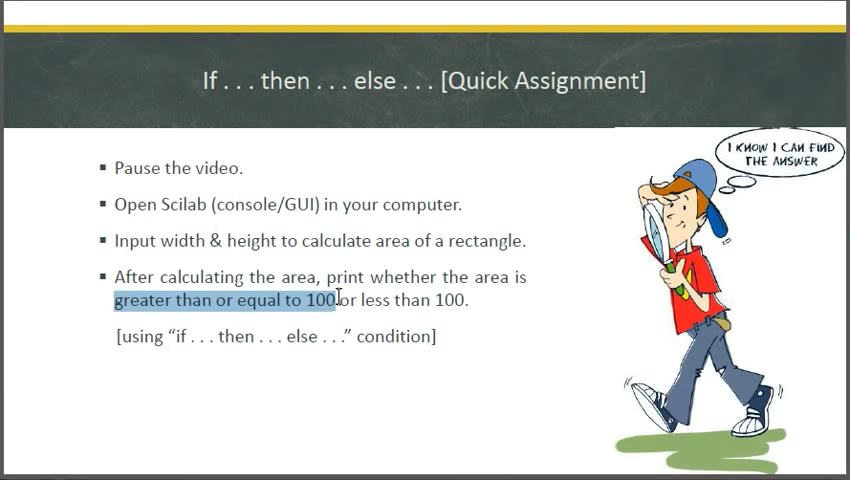 If . . . then . . . else . . . [Quick Assignment]
I KNOW I CAN FIND
THE ANSWER
▪ Pause the video.
▪ Open Scilab (console/GUI) in your computer.
▪ Input width & height to calculate area of a rectangle.
▪ After calculating the area, print whether the area is
greater than or equal to 100 or less than 100.
[using “if . . . then . . . else . . .” condition]